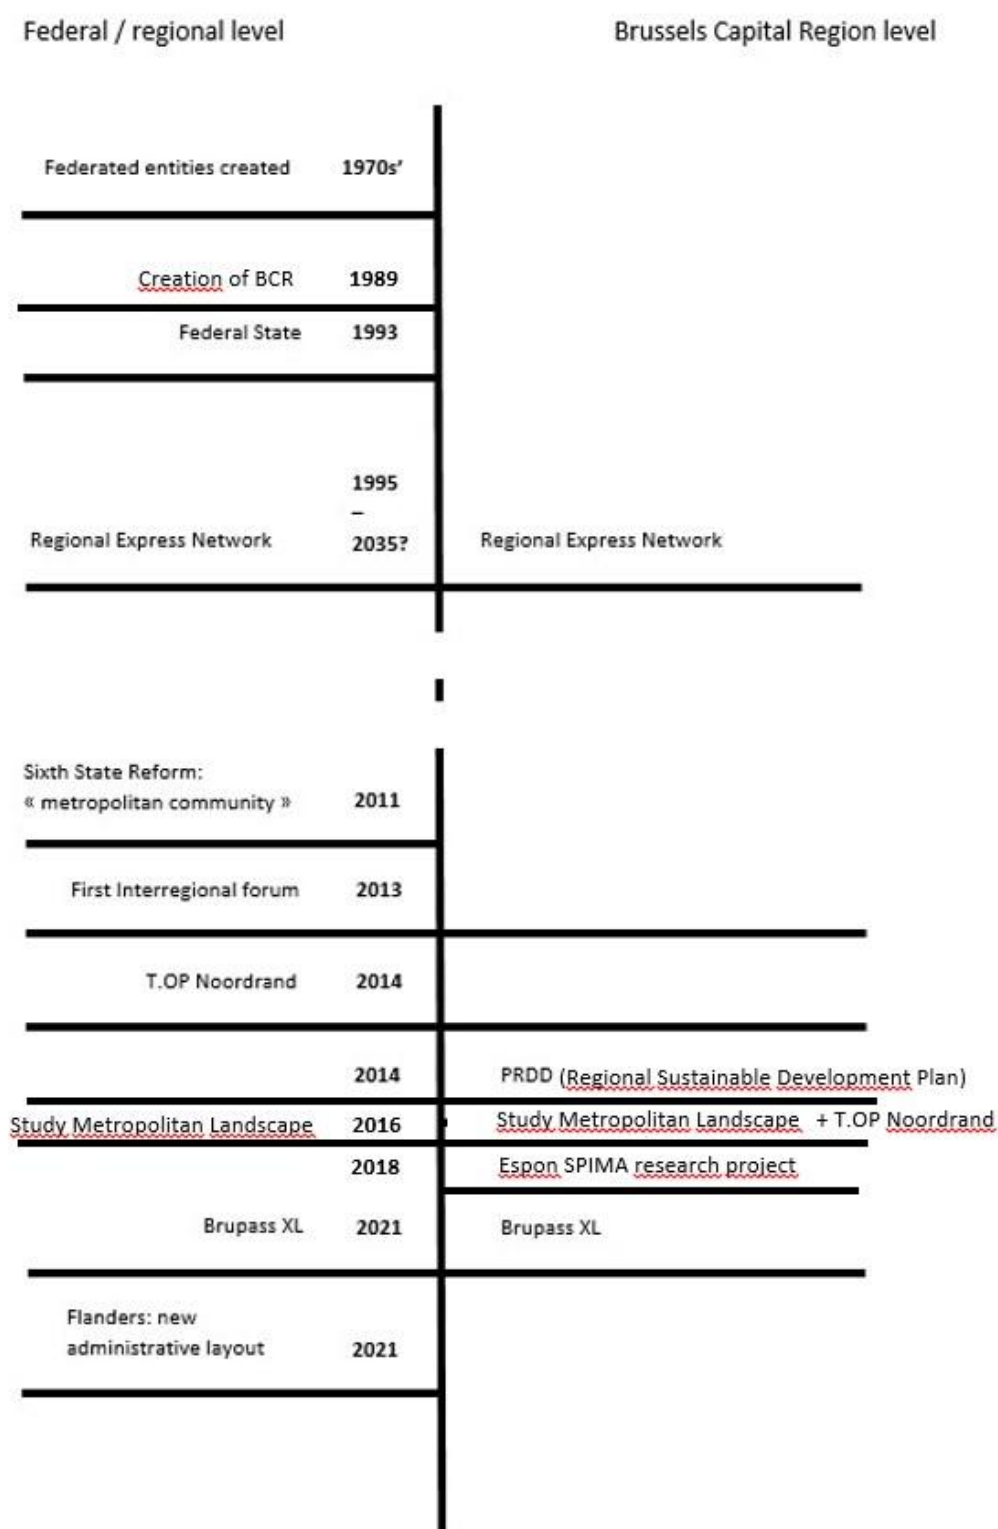 Federal / regional level
Brussels Capital Region level
Federated entities created 1970s'
Creation of BCR 1989
Federal State 1993
1995
–
Regional Express Network 2035? Regional Express Network
Sixth State Reform:
« metropolitan community » 2011
First Interregional forum 2013
T.OP Noordrand 2014
2014 PRDD (Regional Sustainable Development Plan)
Study Metropolitan Landscape 2016 Study Metropolitan Landscape + T.OP Noordrand
2018 Espon SPIMA research project
Brupass XL 2021 Brupass XL
Flanders: new
administrative layout 2021